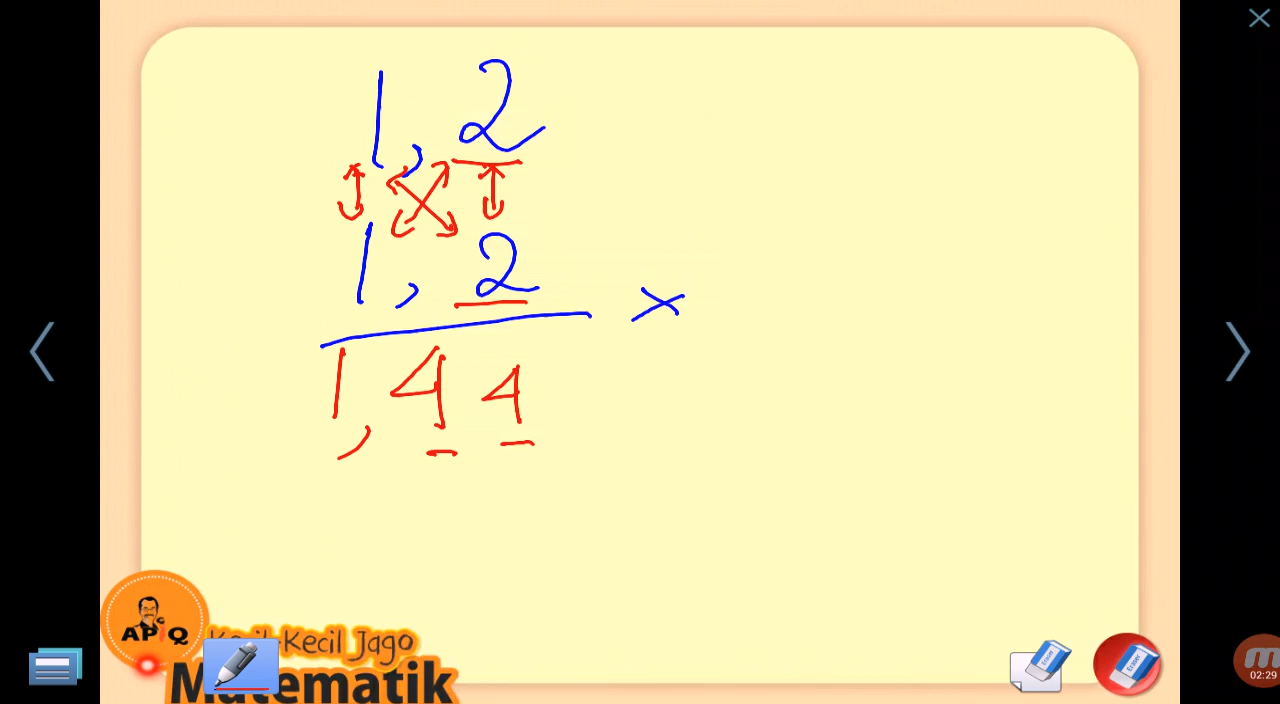 1,2
1,2 ×
1,44
APIQ
Kecil-Kecil Jago
Matematik
Eraser
Eraser
02:29